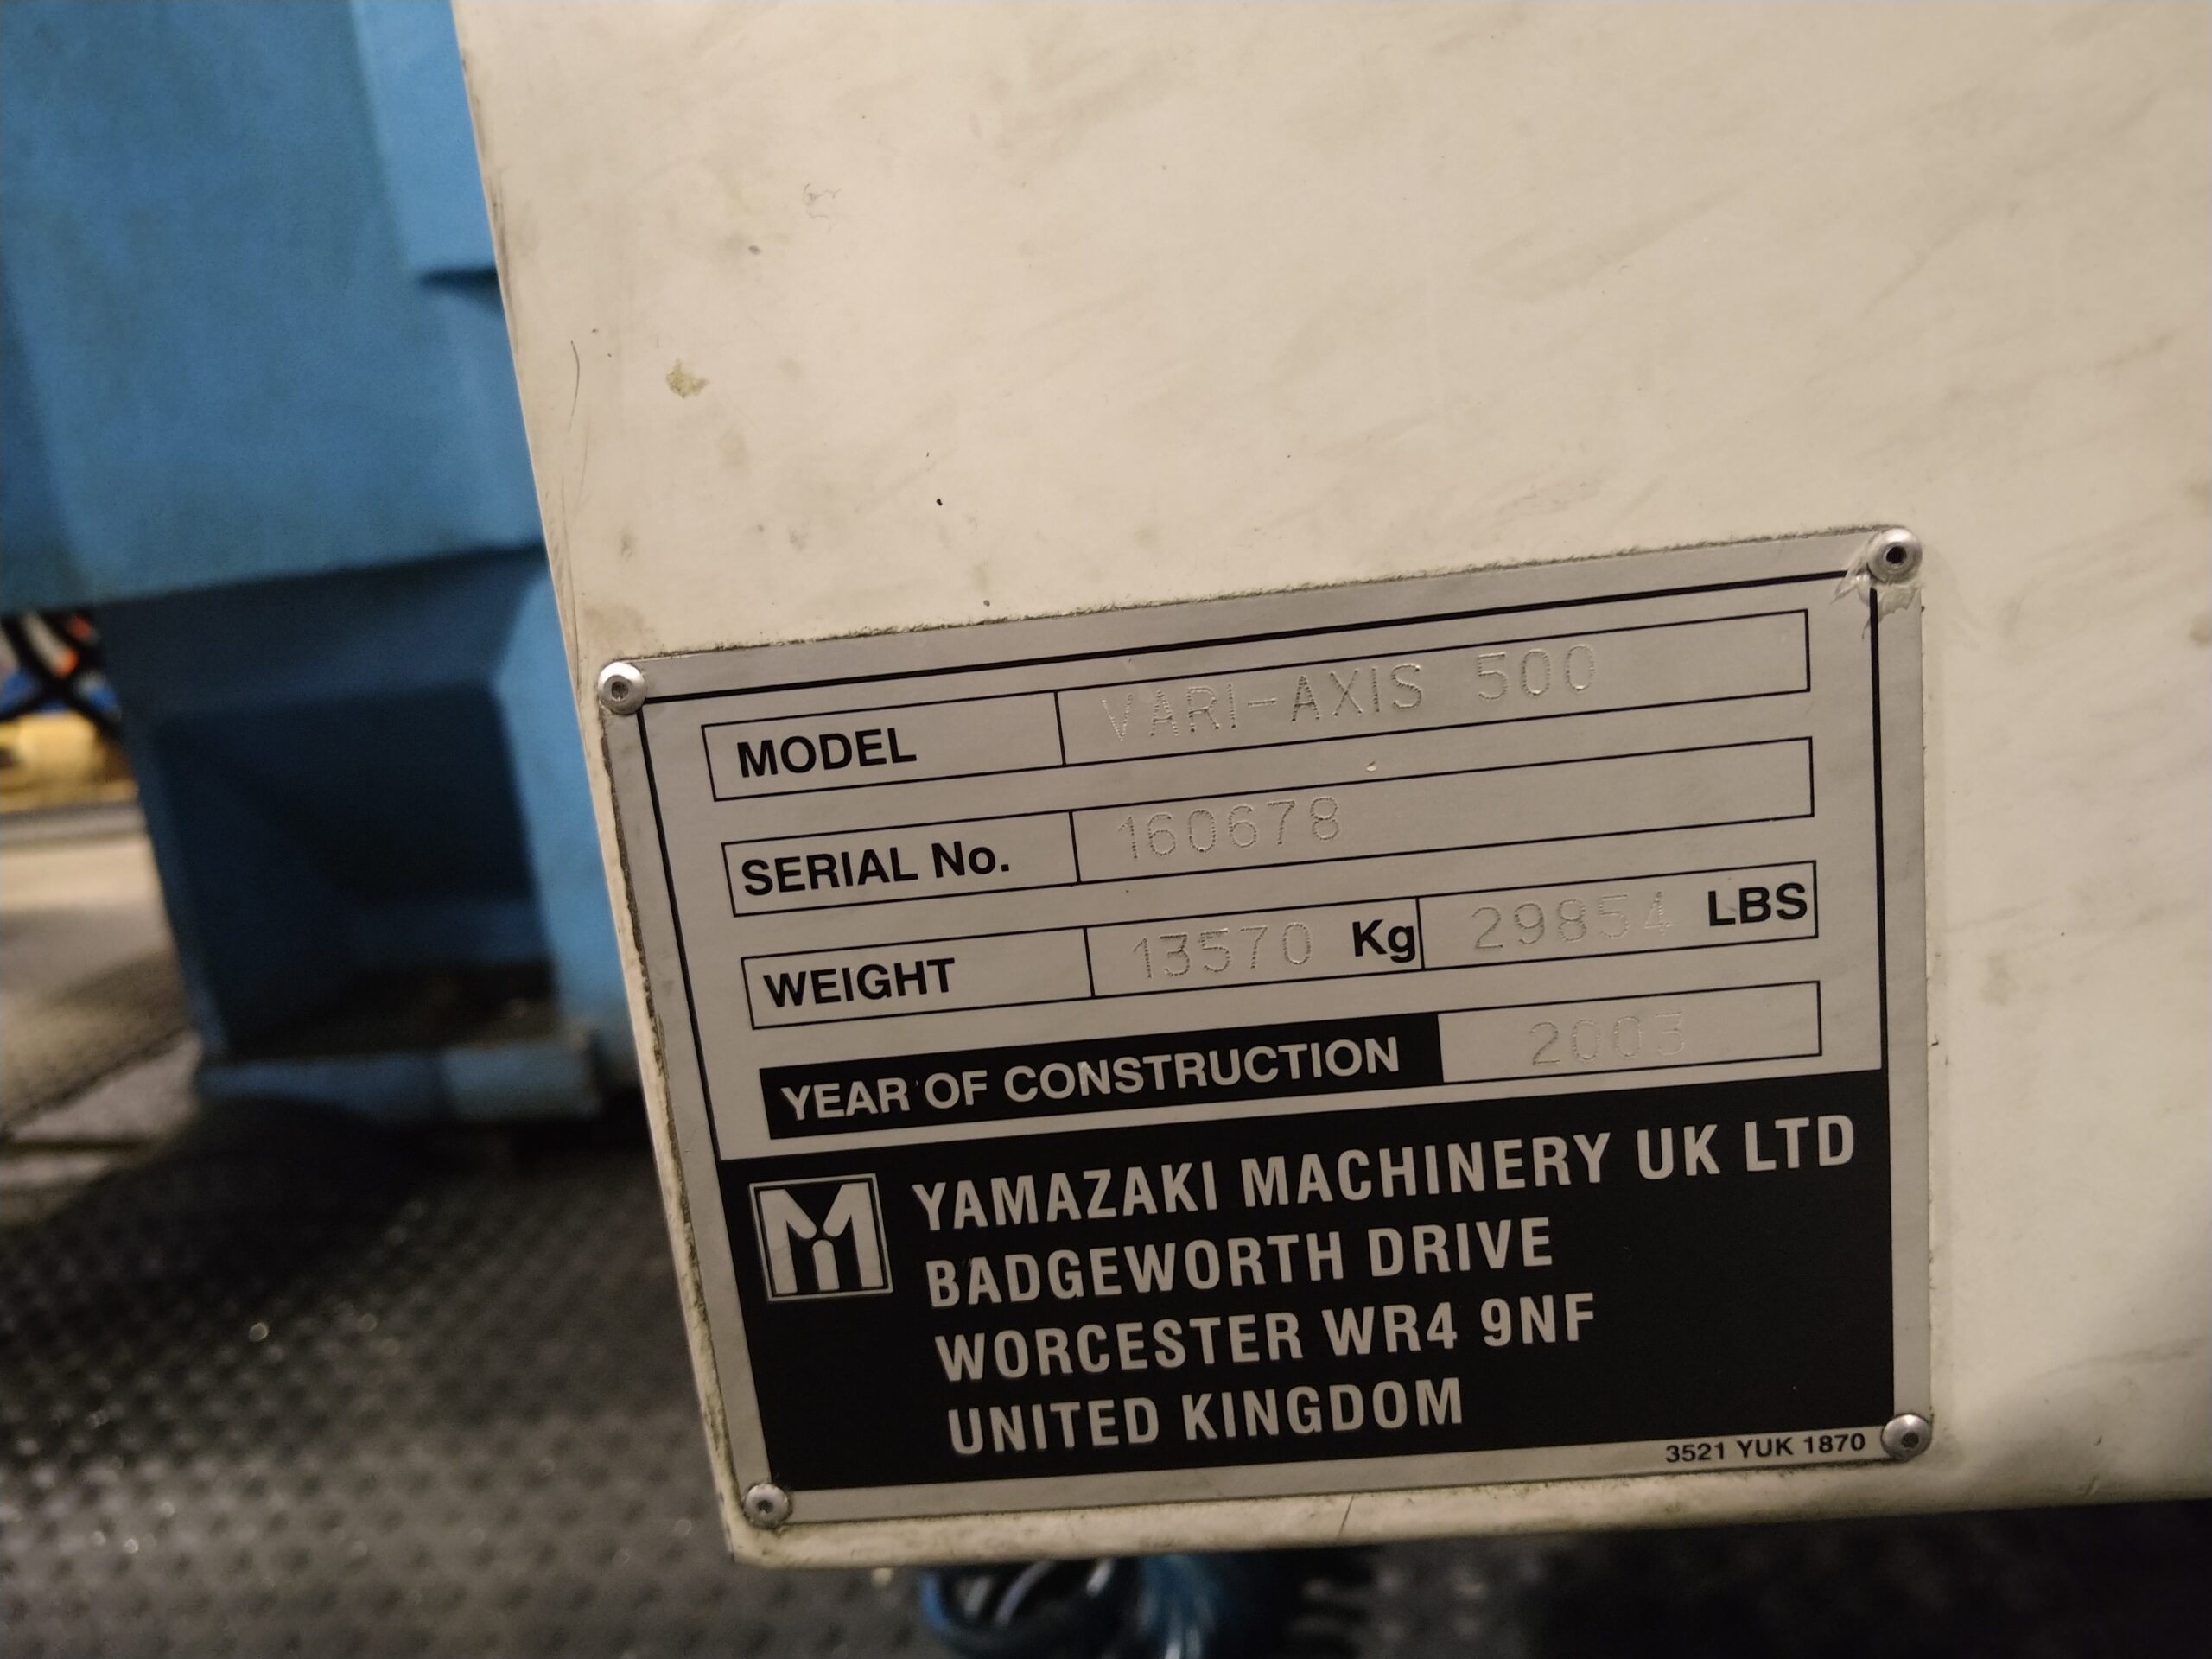 MODEL VARI-AXIS 500
SERIAL No. 160678
WEIGHT 13570 Kg 29854 LBS
YEAR OF CONSTRUCTION 2003
YAMAZAKI MACHINERY UK LTD
BADGEWORTH DRIVE
WORCESTER WR4 9NF
UNITED KINGDOM
3521 YUK 1870